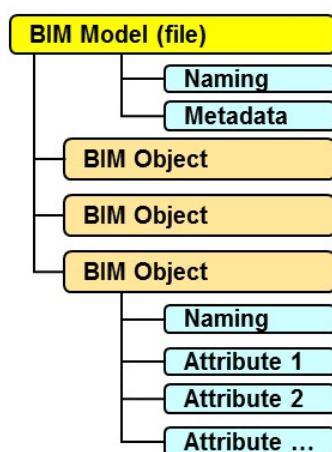 BIM Model (file)
Naming
Metadata
BIM Object
BIM Object
BIM Object
Naming
Attribute 1
Attribute 2
Attribute ...